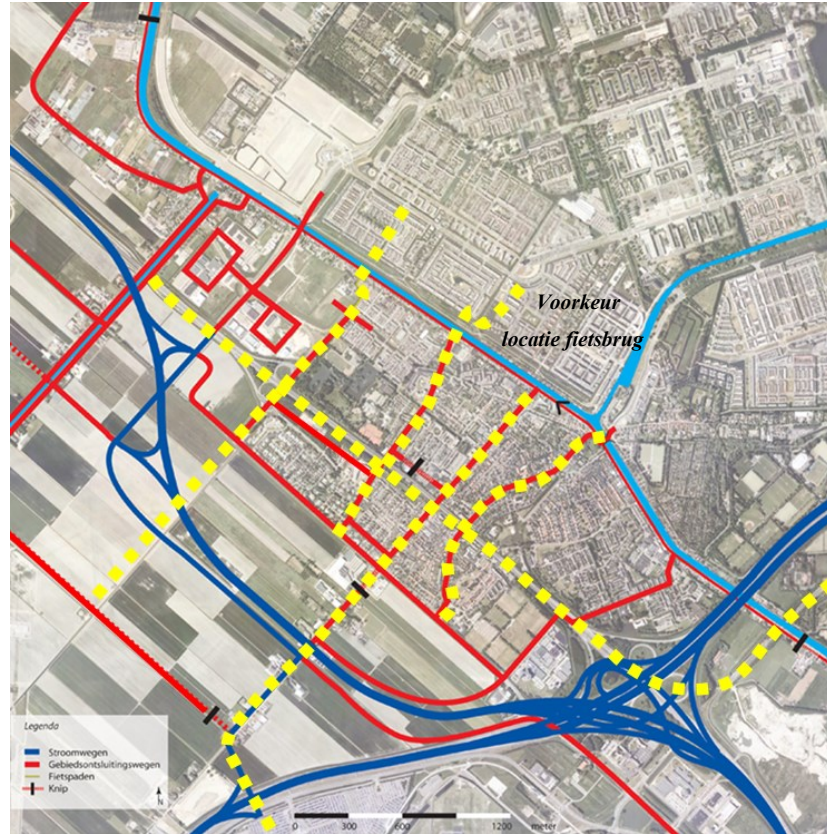 Voorkeur
locatie fietsbrug
Legenda
Stroomwegen
Gebiedsontsluitingswegen
Fietspaden
Knip
N
0 300 600 1200 meter